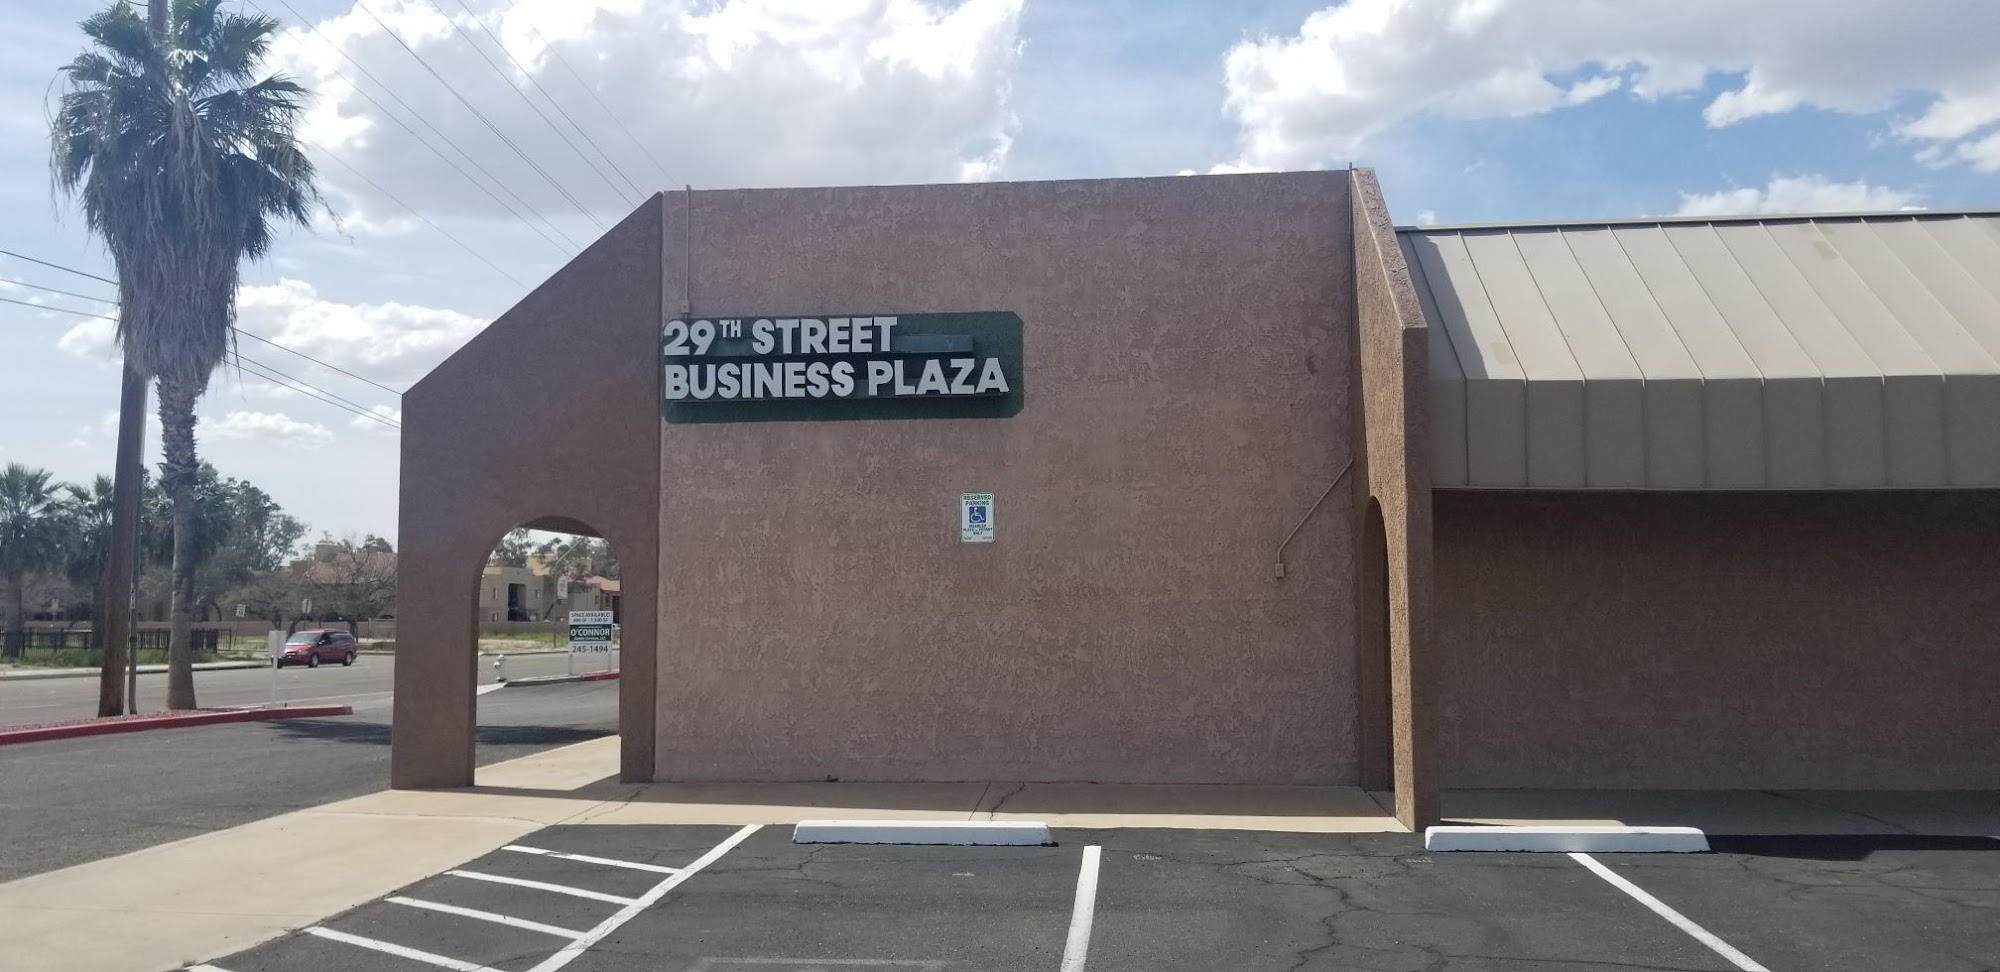 29TH STREET
BUSINESS PLAZA
RESERVED
PARKING
SPACE AVAILABLE!
O'CONNOR
245-1494